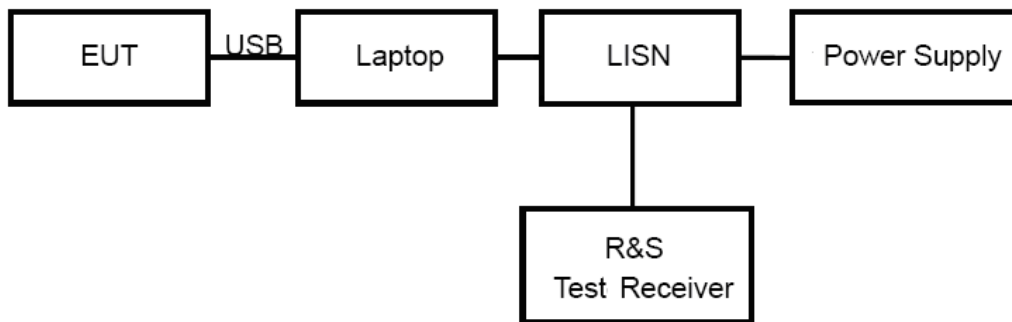 EUT
USB
Laptop
LISN
Power Supply
R&S
Test Receiver